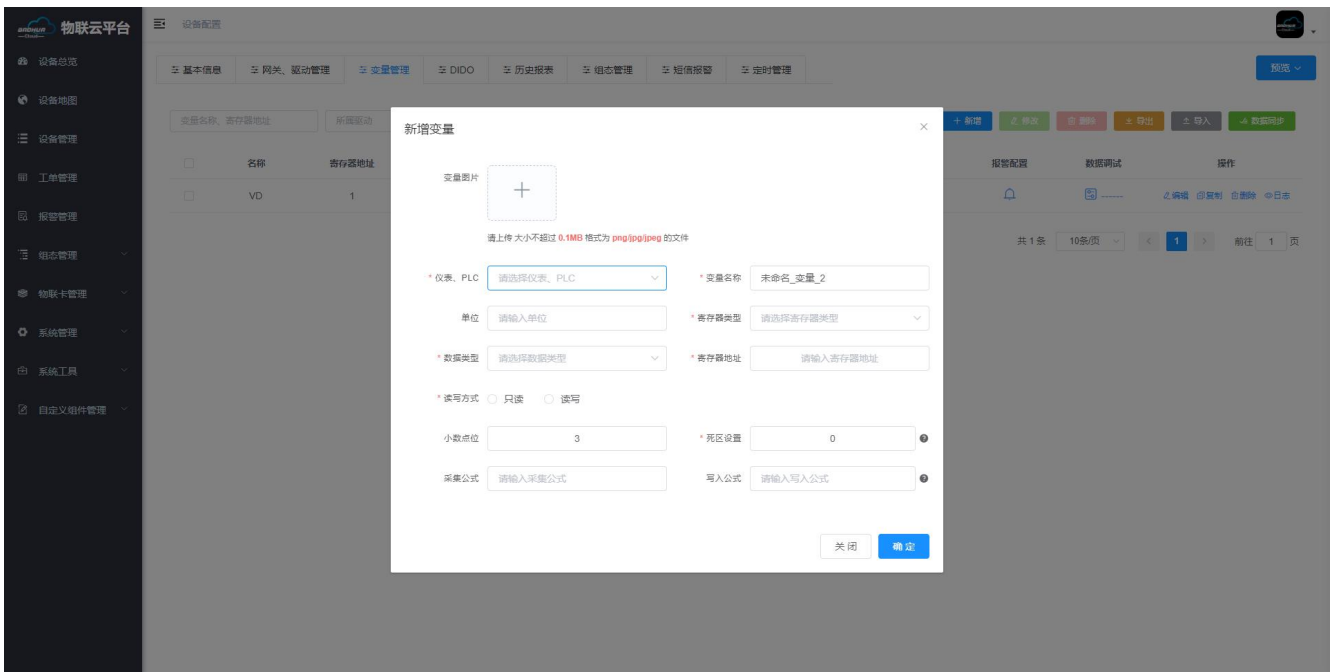 物联云平台
设备配置
设备总览
设备地图
设备管理
工单管理
报警管理
组态管理
物联卡管理
系统管理
系统工具
自定义组件管理
基本信息 网关、驱动管理 变量管理 DIDO 历史报表 组态管理 短信报警 定时管理
预览
变量名称、寄存器地址 所属驱动
+ 新增 修改 删除 导出 导入 数据同步
名称 寄存器地址 报警配置 数据调试 操作
VD 1 ------- 编辑 复制 删除 日志
共 1 条 10条/页 1 前往 1 页
新增变量
变量图片
请上传 大小不超过 0.1MB 格式为 png/jpg/jpeg 的文件
* 仪表、PLC 请选择仪表、PLC * 变量名称 未命名_变量_2
单位 请输入单位 * 寄存器类型 请选择寄存器类型
* 数据类型 请选择数据类型 * 寄存器地址 请输入寄存器地址
* 读写方式 只读 读写
小数点位 3 * 死区设置 0
采集公式 请输入采集公式 写入公式 请输入写入公式
关 闭 确 定